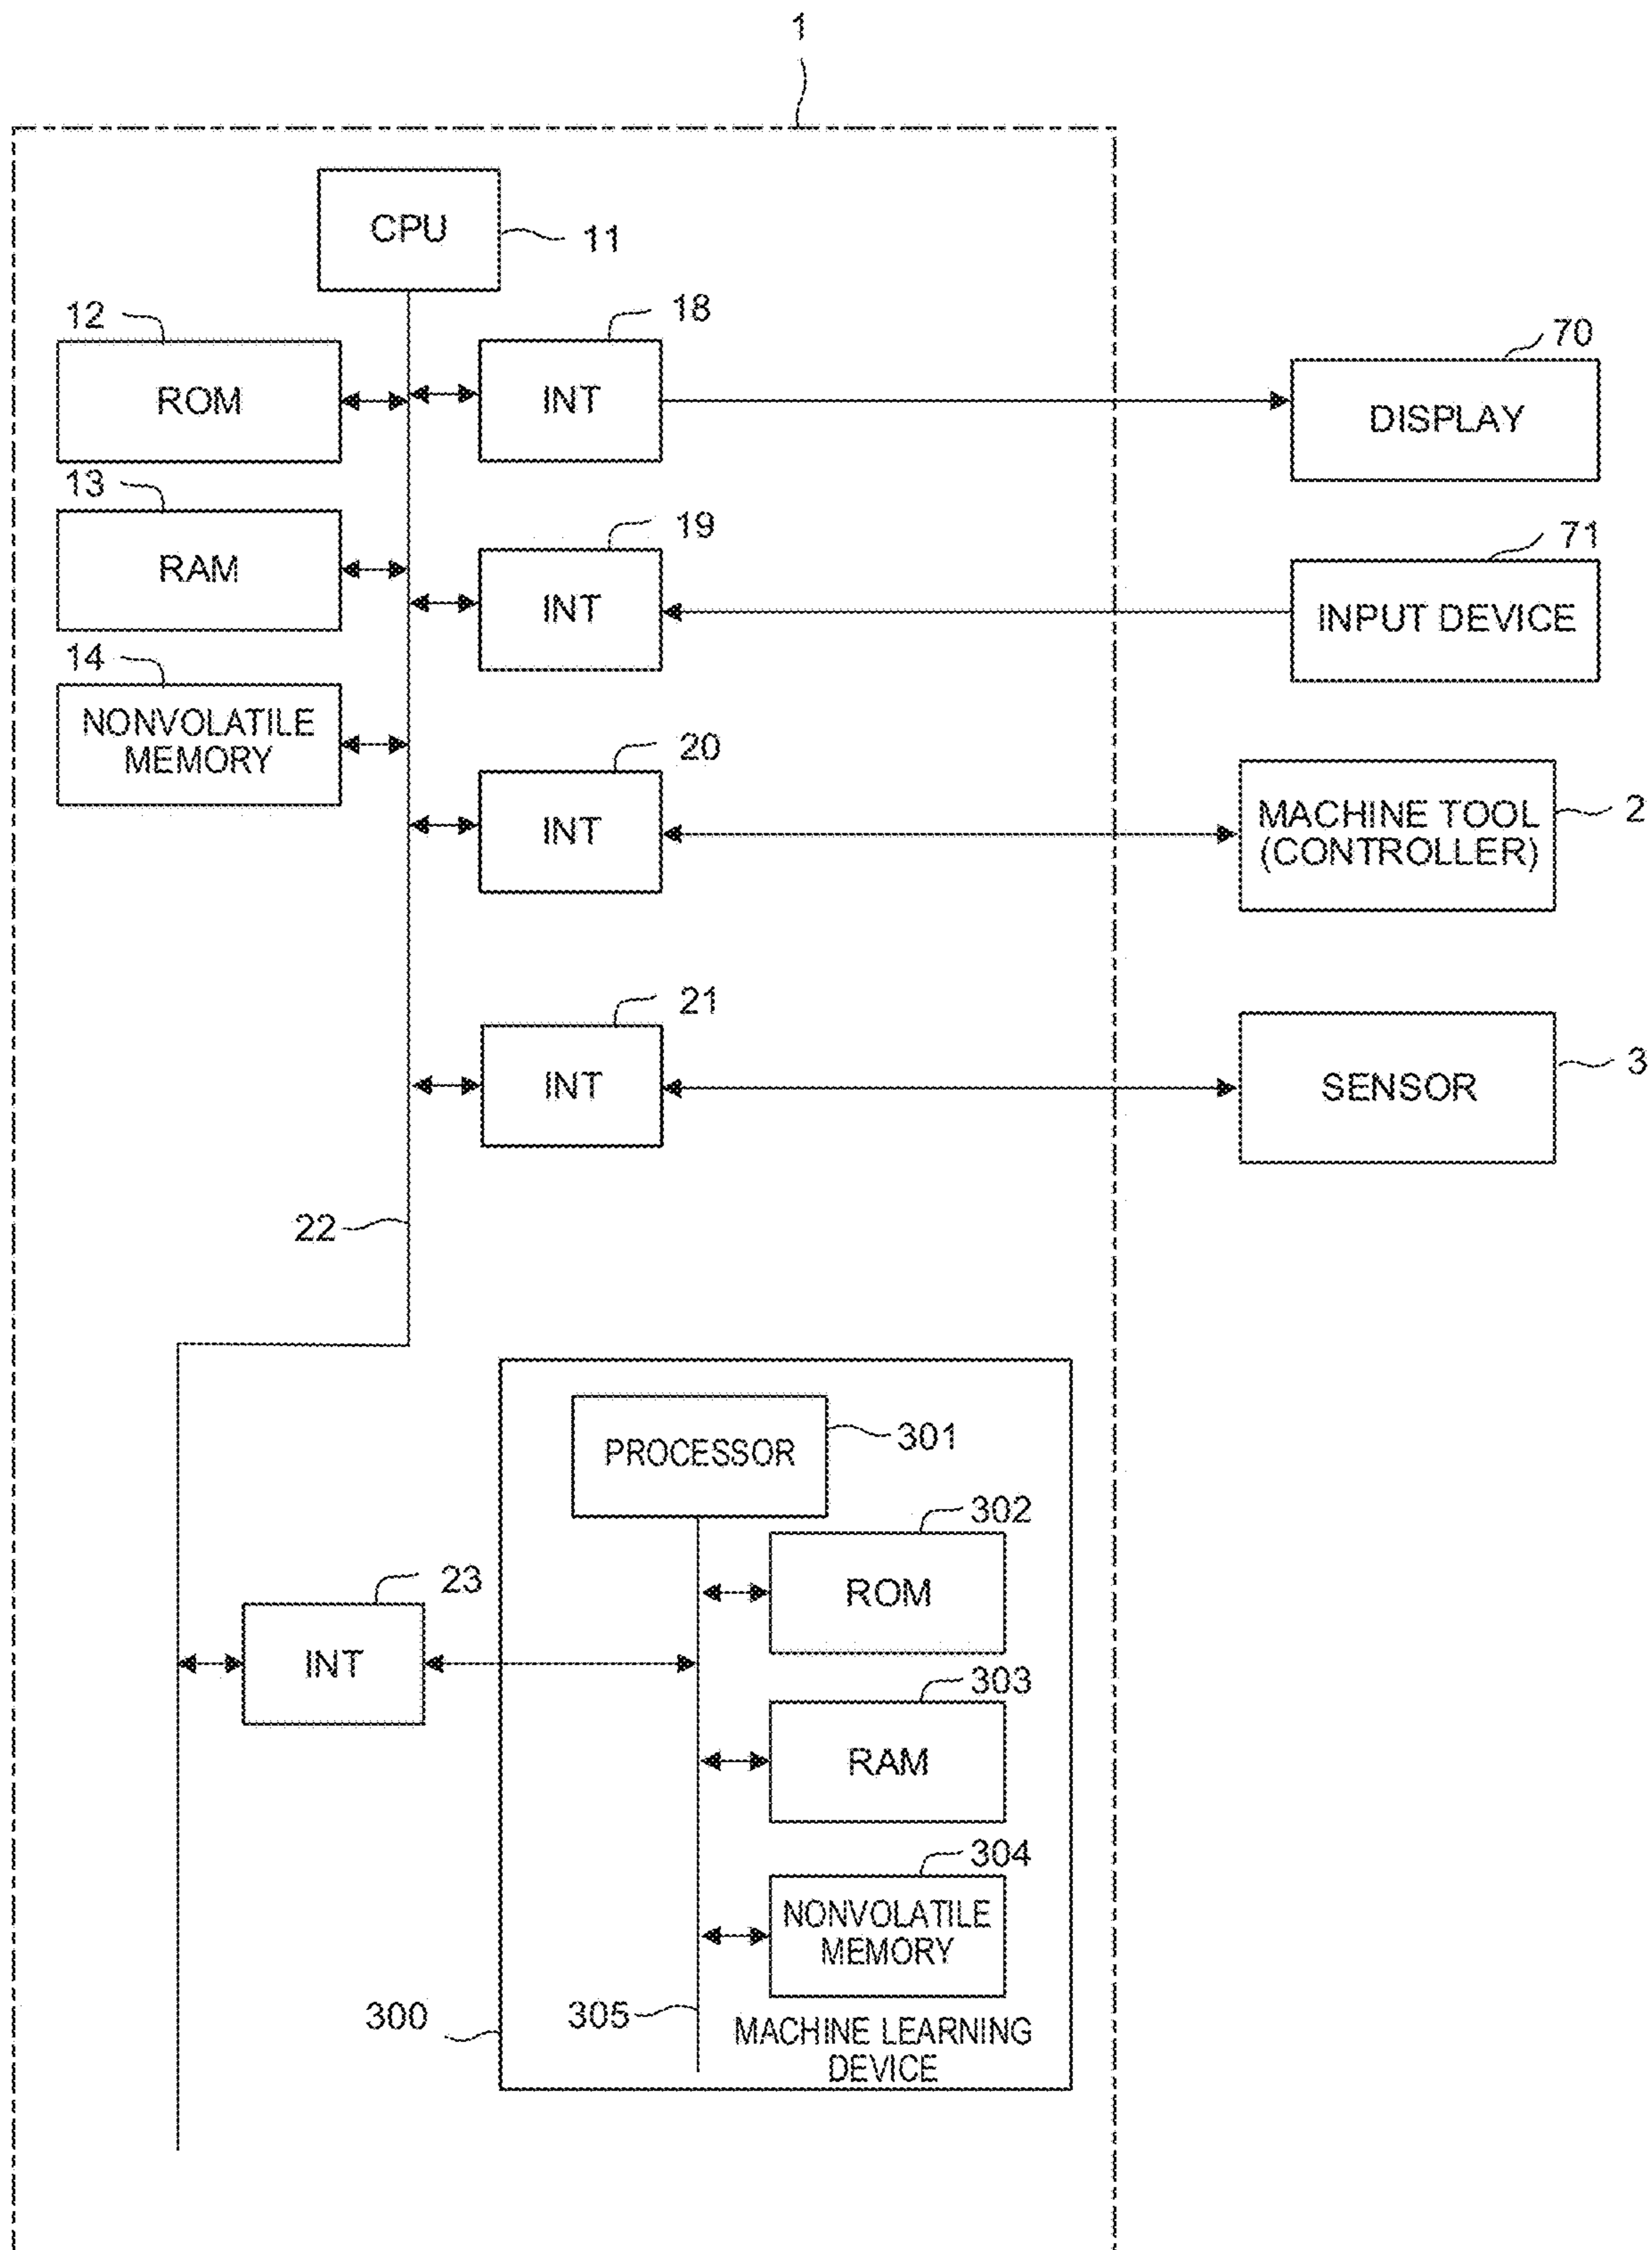 1
CPU
11
12
ROM
18
INT
70
DISPLAY
13
RAM
19
INT
71
INPUT DEVICE
14
NONVOLATILE
MEMORY
20
INT
MACHINE TOOL
(CONTROLLER)
2
21
INT
SENSOR
3
22
PROCESSOR
301
302
ROM
23
INT
303
RAM
304
NONVOLATILE
MEMORY
300
305
MACHINE LEARNING
DEVICE